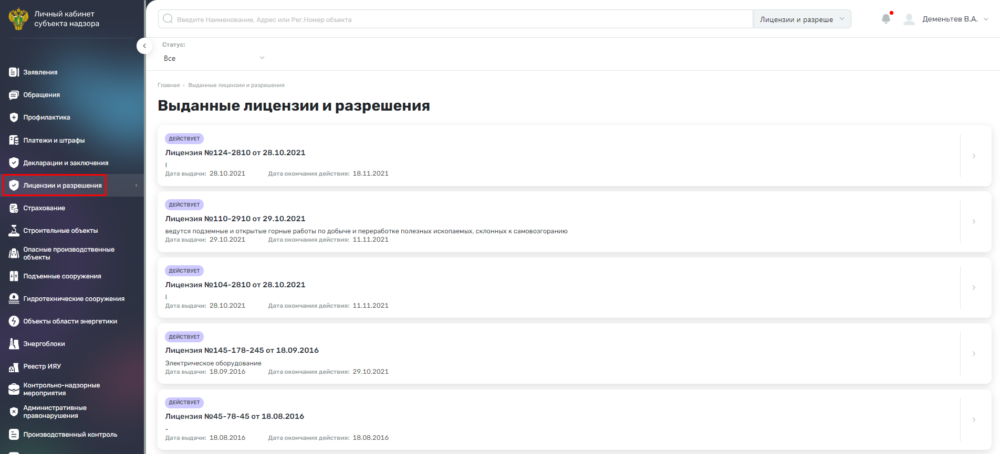 Личный кабинет
субъекта надзора
Заявления
Обращения
Профилактика
Платежи и штрафы
Декларации и заключения
Лицензии и разрешения
Страхование
Строительные объекты
Опасные производственные
объекты
Подъемные сооружения
Гидротехнические сооружения
Объекты области энергетики
Энергоблоки
Реестр ИЯУ
Контрольно-надзорные
мероприятия
Административные
правонарушения
Производственный контроль
Введите Наименование, Адрес или Рег.Номер объекта
Лицензии и разреше
Деменьтев В.А.
Статус:
Все
Главная • Выданные лицензии и разрешения
Выданные лицензии и разрешения
ДЕЙСТВУЕТ
Лицензия №124-2810 от 28.10.2021
I
Дата выдачи: 28.10.2021 Дата окончания действия: 18.11.2021
ДЕЙСТВУЕТ
Лицензия №110-2910 от 29.10.2021
ведутся подземные и открытые горные работы по добыче и переработке полезных ископаемых, склонных к самовозгоранию
Дата выдачи: 29.10.2021 Дата окончания действия: 11.11.2021
ДЕЙСТВУЕТ
Лицензия №104-2810 от 28.10.2021
I
Дата выдачи: 28.10.2021 Дата окончания действия: 11.11.2021
ДЕЙСТВУЕТ
Лицензия №145-178-245 от 18.09.2016
Электрическое оборудование
Дата выдачи: 18.09.2016 Дата окончания действия: 29.10.2021
ДЕЙСТВУЕТ
Лицензия №45-78-45 от 18.08.2016
-
Дата выдачи: 18.08.2016 Дата окончания действия: 18.08.2016